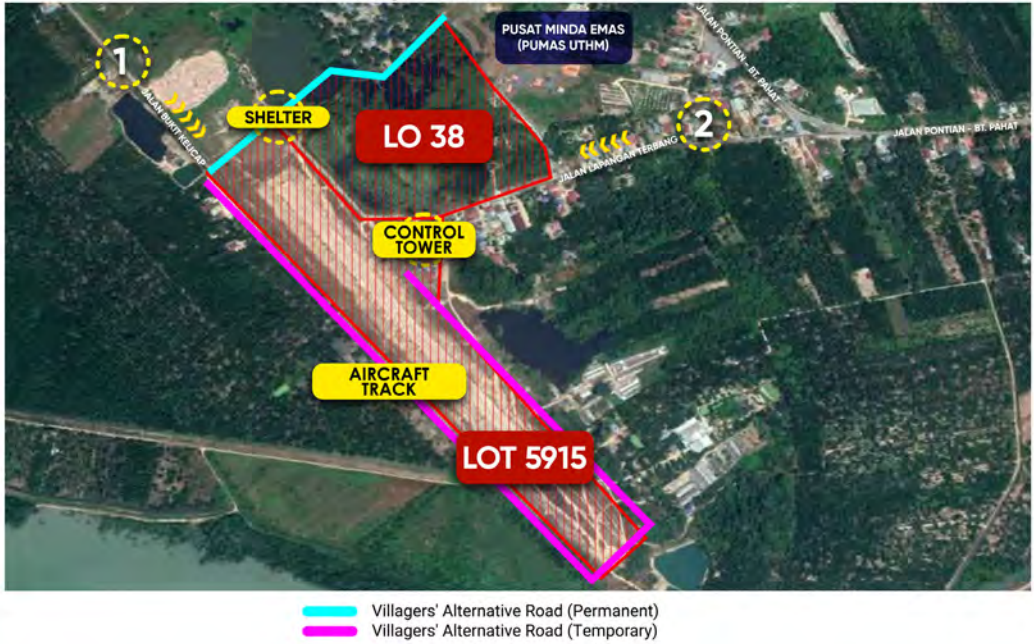 PUSAT MINDA EMAS
(PUMAS UTHM)
JALAN PONTIAN - BT. PAHAT
1
2
JALAN BUKIT KELICAP
SHELTER
LO 38
JALAN PONTIAN - BT. PAHAT
JALAN LAPANGAN TERBANG
CONTROL
TOWER
AIRCRAFT
TRACK
LOT 5915
Villagers' Alternative Road (Permanent)
Villagers' Alternative Road (Temporary)